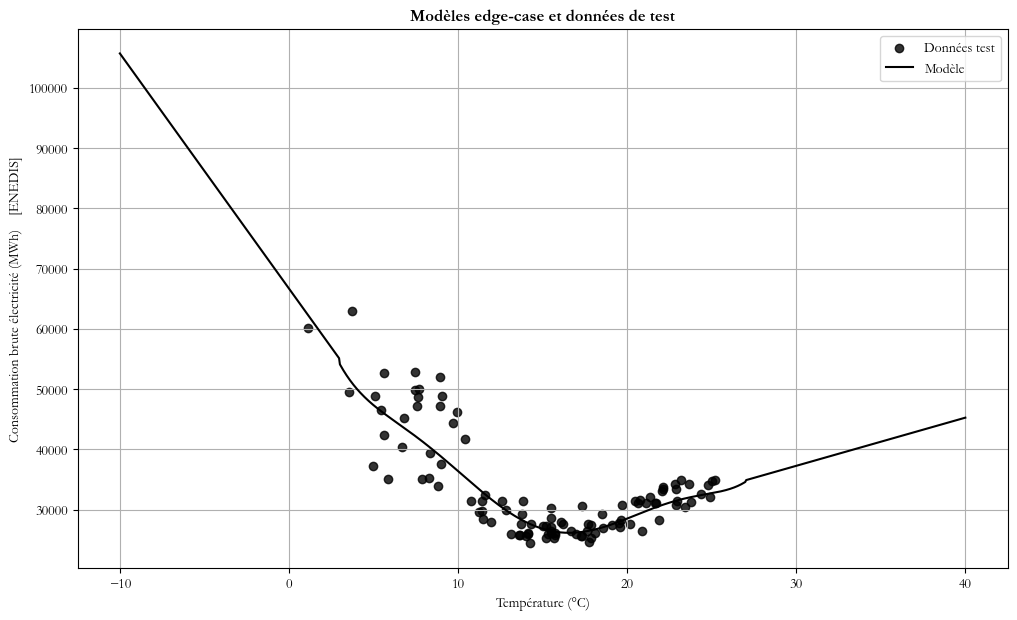 Modèles edge-case et données de test
Données test
Modèle
Consommation brute électricité (MWh) [ENEDIS]
100000
90000
80000
70000
60000
50000
40000
30000
−10
0
10
20
30
40
Température (°C)